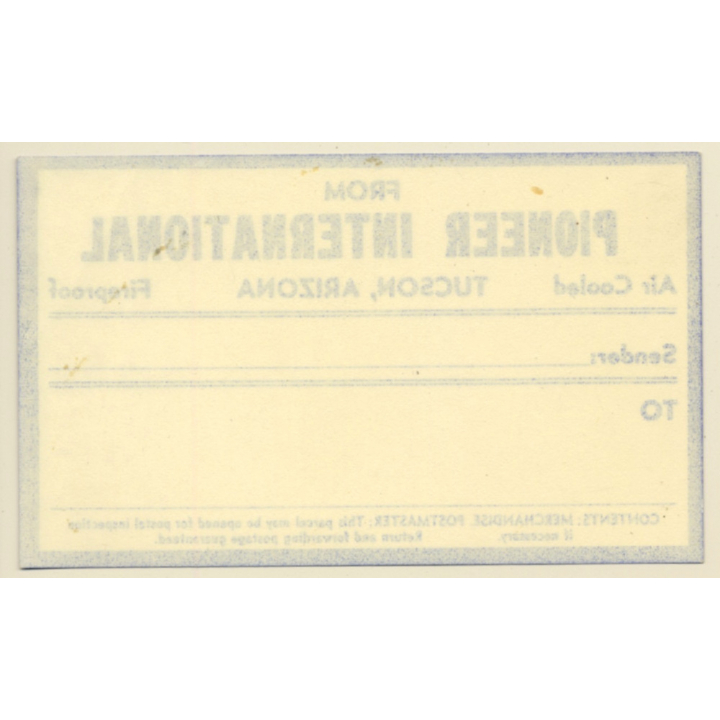 FROM
PIONEER INTERNATIONAL
Air Cooled TUCSON, ARIZONA Fireproof
Sender:
TO
CONTENTS: MERCHANDISE. POSTMASTER: This parcel may be opened for postal inspection
if necessary. Return and forwarding postage guaranteed.